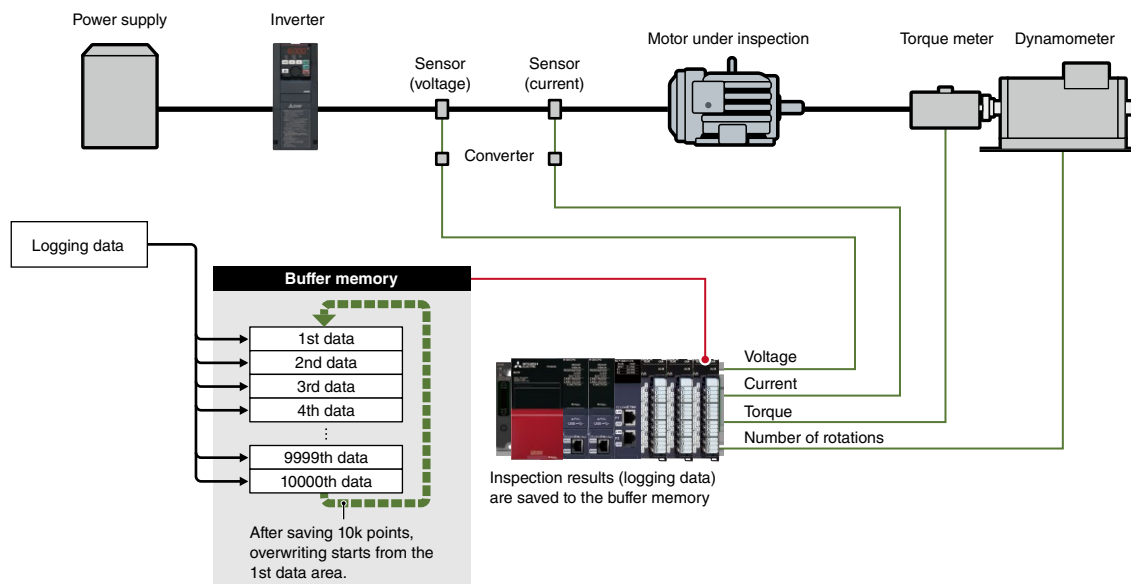 Power supply
Inverter
Sensor
(voltage)
Sensor
(current)
Motor under inspection
Torque meter
Dynamometer
Converter
Logging data
Buffer memory
1st data
2nd data
3rd data
4th data
9999th data
10000th data
After saving 10k points,
overwriting starts from the
1st data area.
Voltage
Current
Torque
Number of rotations
Inspection results (logging data)
are saved to the buffer memory